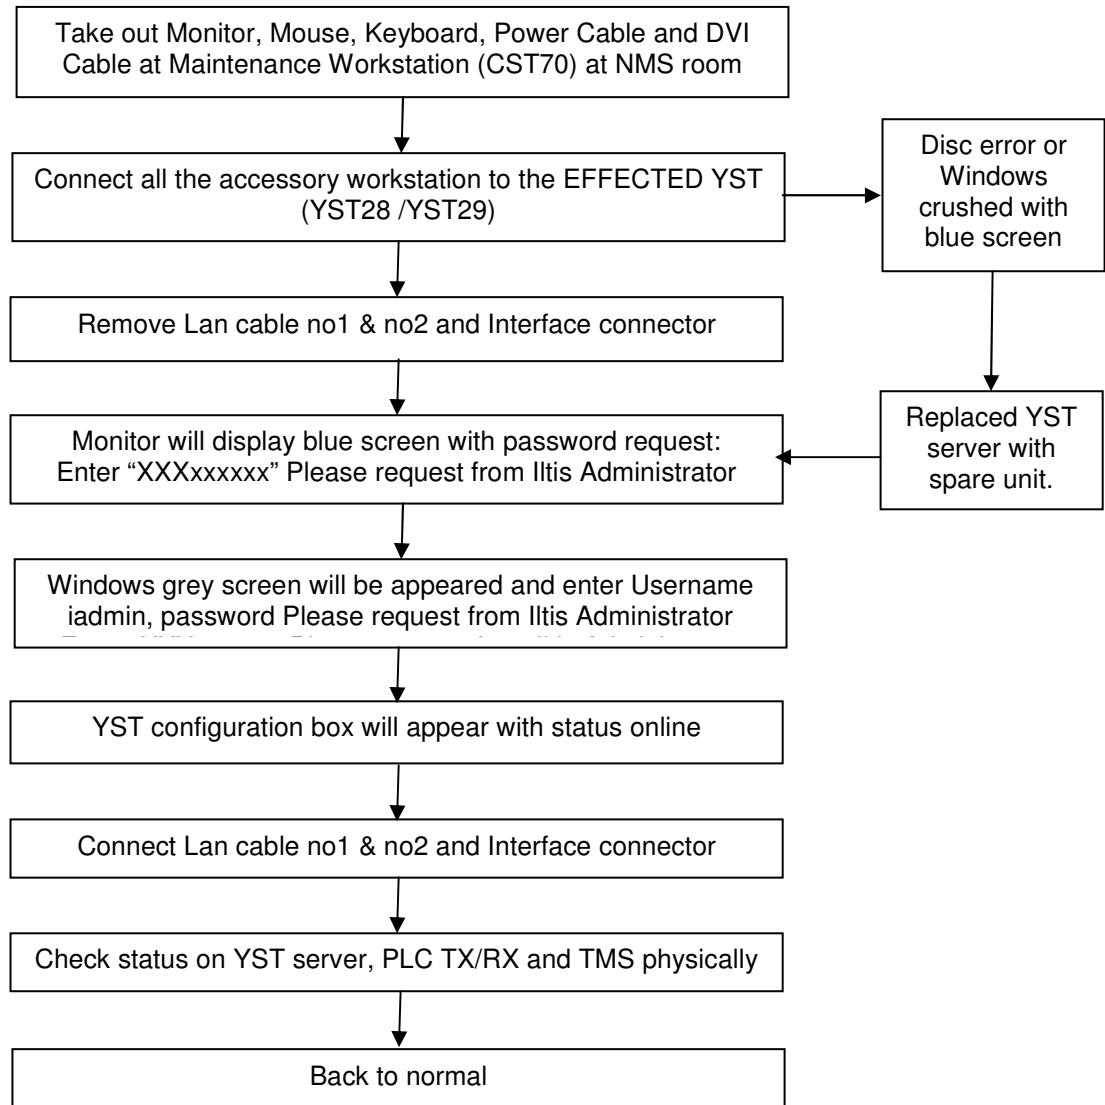 Take out Monitor, Mouse, Keyboard, Power Cable and DVI
Cable at Maintenance Workstation (CST70) at NMS room
Connect all the accessory workstation to the EFFECTED YST
(YST28 /YST29)
Disc error or
Windows
crushed with
blue screen
Remove Lan cable no1 & no2 and Interface connector
Replaced YST
server with
spare unit.
Monitor will display blue screen with password request:
Enter “XXXxxxxxx” Please request from Iltis Administrator
Windows grey screen will be appeared and enter Username
iadmin, password Please request from Iltis Administrator
YST configuration box will appear with status online
Connect Lan cable no1 & no2 and Interface connector
Check status on YST server, PLC TX/RX and TMS physically
Back to normal